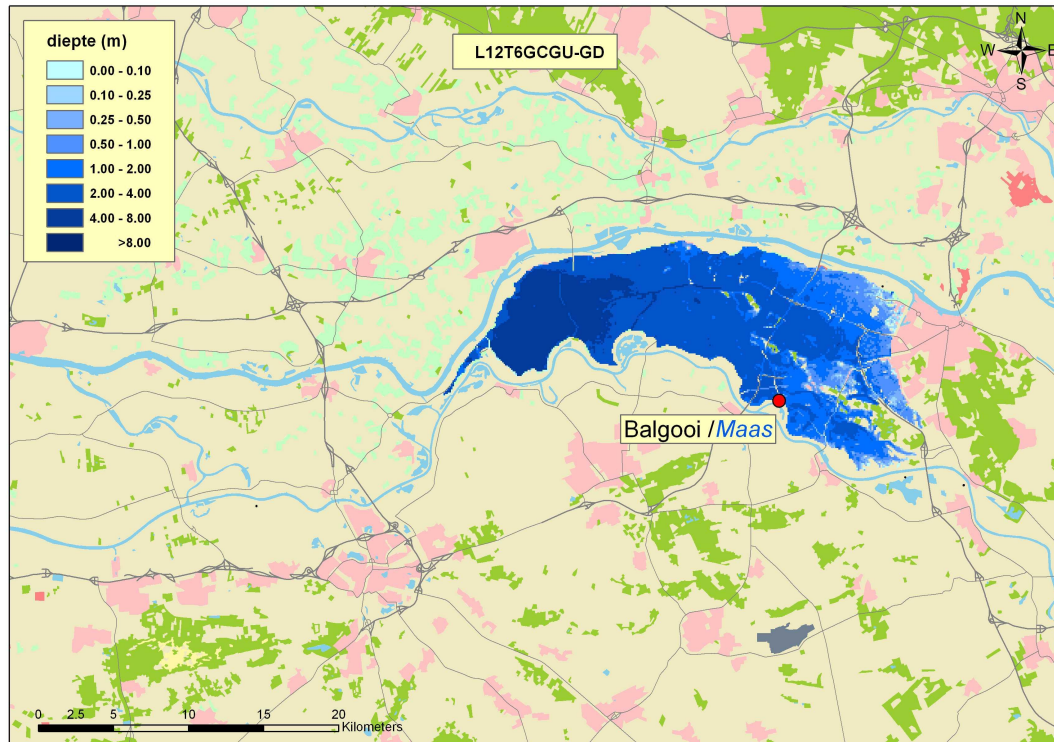 diepte (m)
0.00 - 0.10
0.10 - 0.25
0.25 - 0.50
0.50 - 1.00
1.00 - 2.00
2.00 - 4.00
4.00 - 8.00
>8.00
L12T6GCGU-GD
N
W E
S
Balgooi /Maas
0 2.5 5 10 15 20
Kilometers